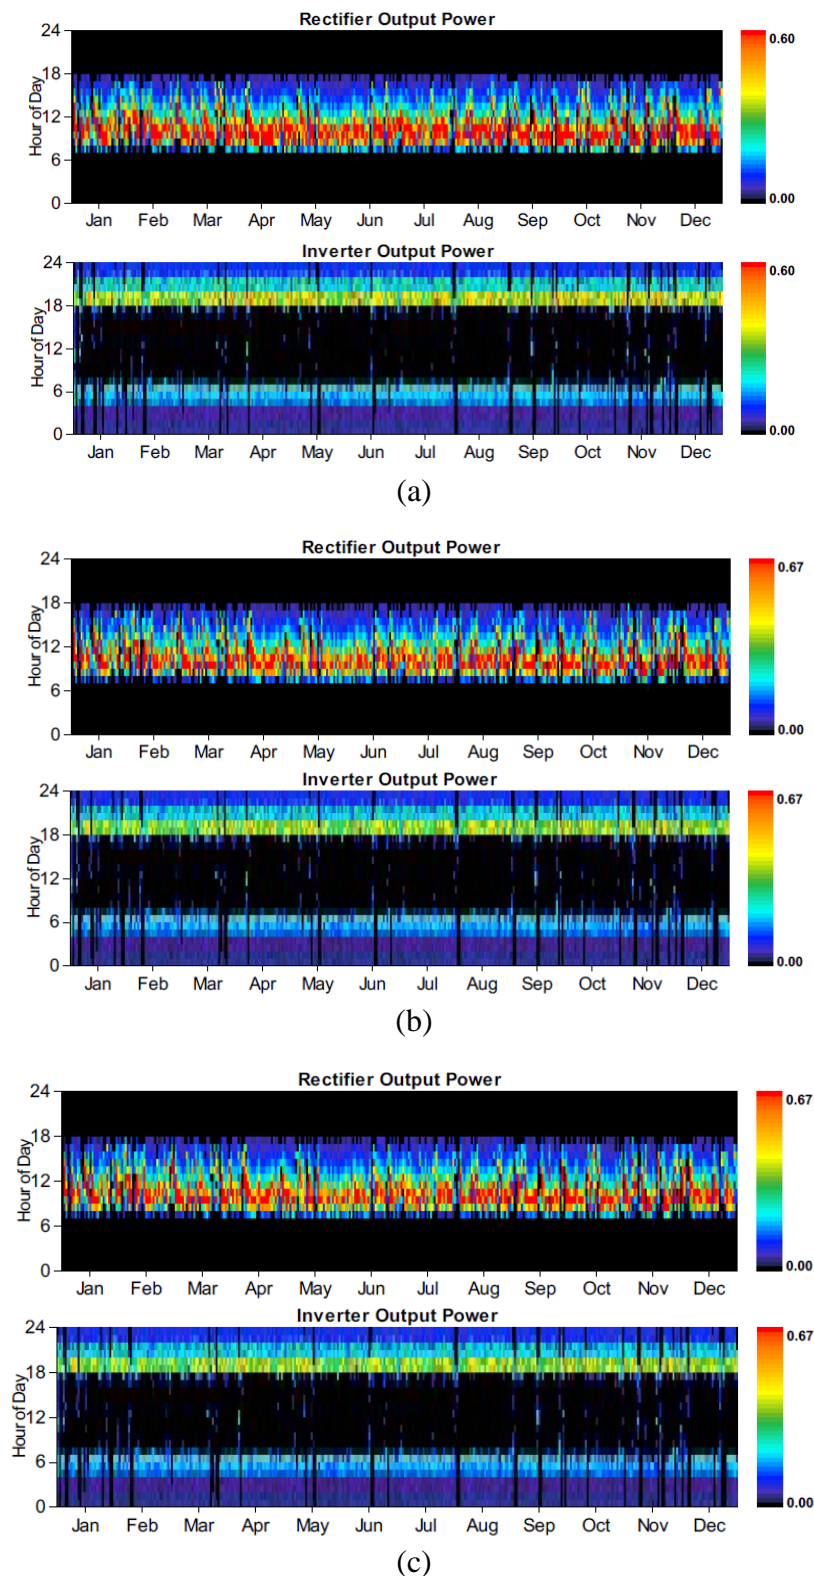 Rectifier Output Power
24
18
12
6
0
Hour of Day
Jan Feb Mar Apr May Jun Jul Aug Sep Oct Nov Dec
0.60
0.00
Inverter Output Power
24
18
12
6
0
Hour of Day
Jan Feb Mar Apr May Jun Jul Aug Sep Oct Nov Dec
0.60
0.00
(a)
Rectifier Output Power
24
18
12
6
0
Hour of Day
Jan Feb Mar Apr May Jun Jul Aug Sep Oct Nov Dec
0.67
0.00
Inverter Output Power
24
18
12
6
0
Hour of Day
Jan Feb Mar Apr May Jun Jul Aug Sep Oct Nov Dec
0.67
0.00
(b)
Rectifier Output Power
24
18
12
6
0
Hour of Day
Jan Feb Mar Apr May Jun Jul Aug Sep Oct Nov Dec
0.67
0.00
Inverter Output Power
24
18
12
6
0
Hour of Day
Jan Feb Mar Apr May Jun Jul Aug Sep Oct Nov Dec
0.67
0.00
(c)